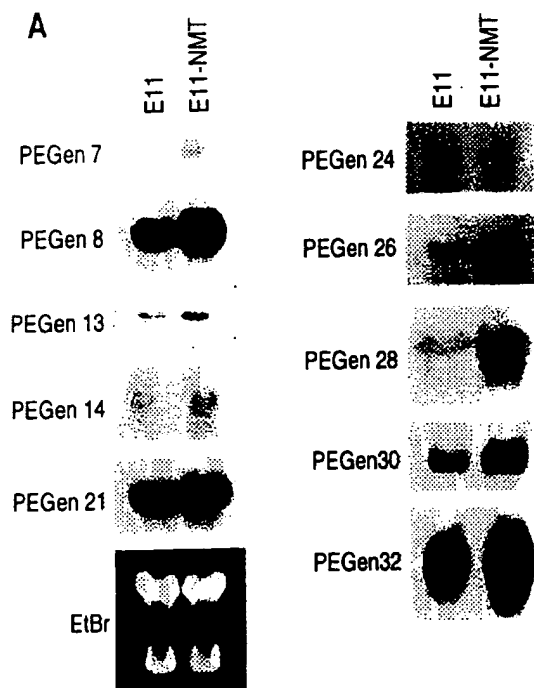 A
E11
E11-NMT
PEGen 7
PEGen 8
PEGen 13
PEGen 14
PEGen 21
EtBr
E11
E11-NMT
PEGen 24
PEGen 26
PEGen 28
PEGen30
PEGen32